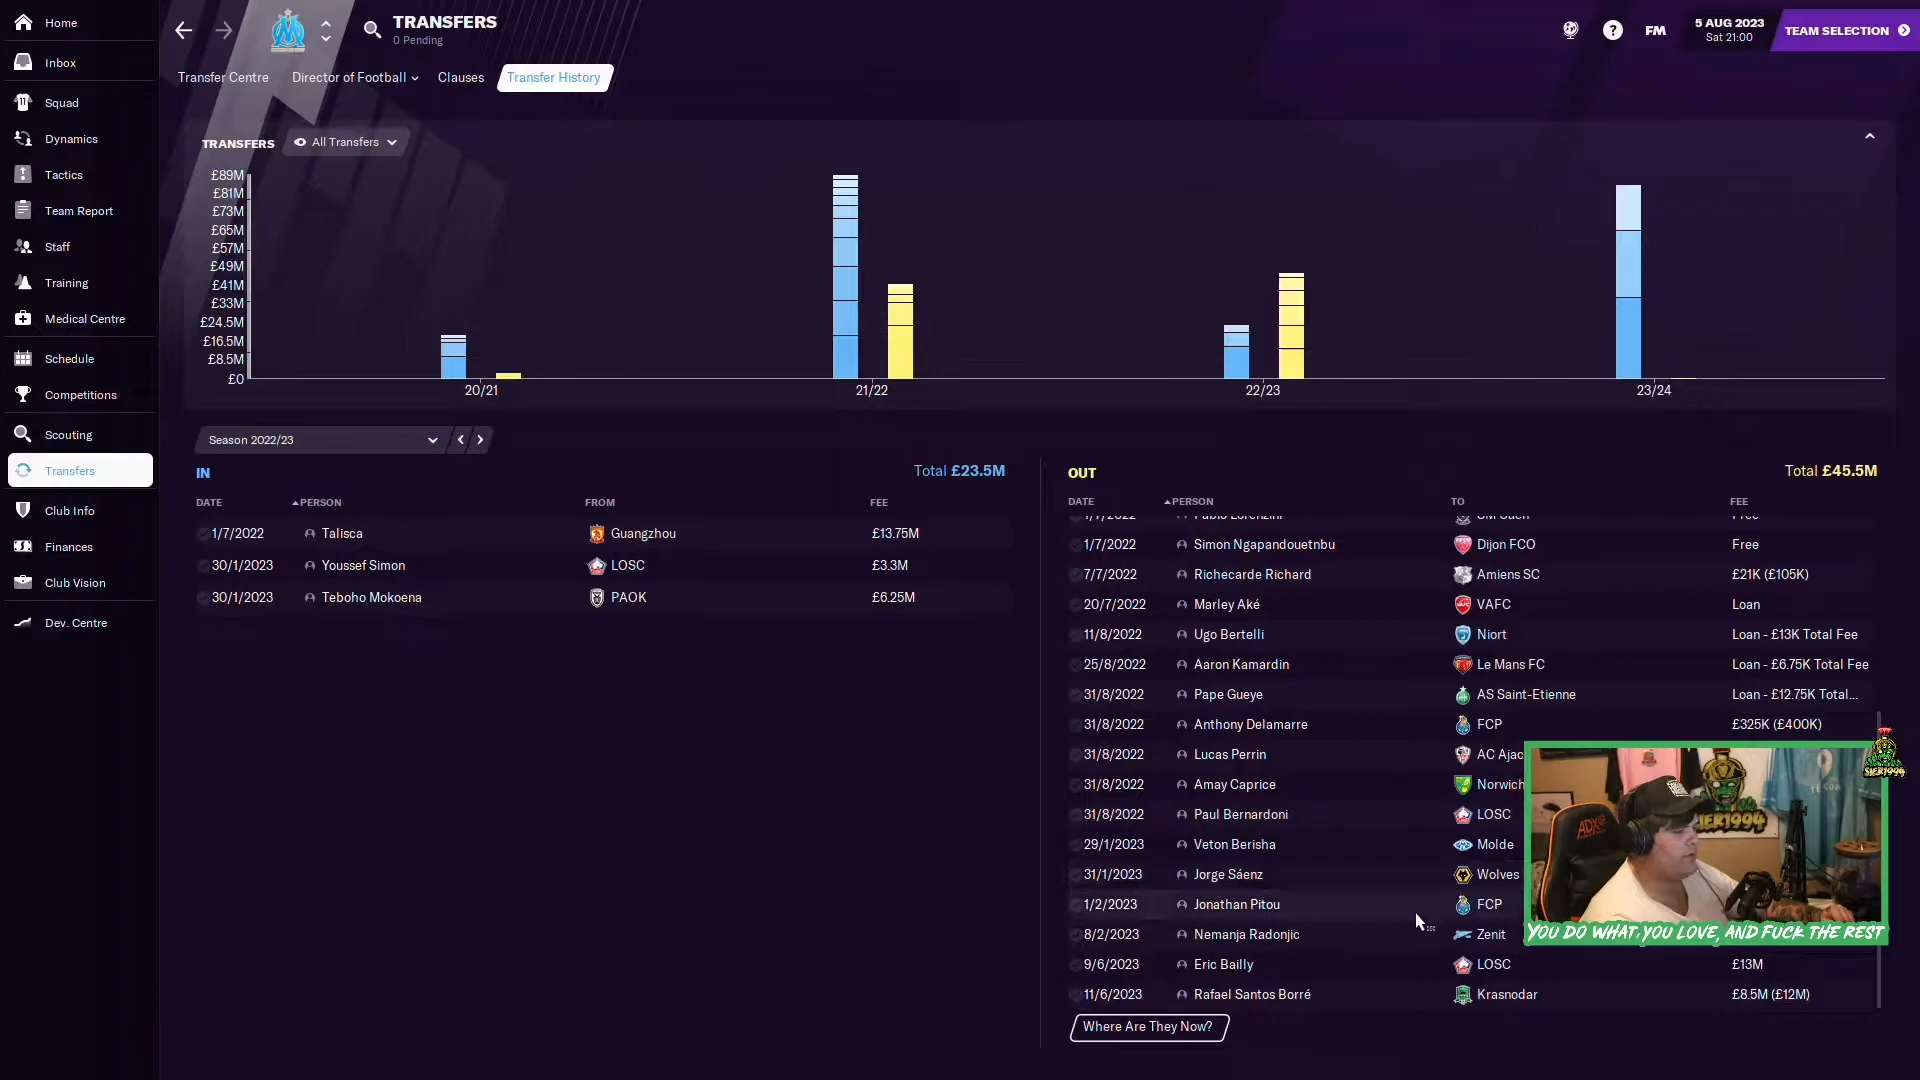 Home
Inbox
Squad
Dynamics
Tactics
Team Report
Staff
Training
Medical Centre
Schedule
Competitions
Scouting
Transfers
Club Info
Finances
Club Vision
Dev. Centre
TRANSFERS
0 Pending
? FM
5 AUG 2023
Sat 21:00
TEAM SELECTION
Transfer Centre Director of Football Clauses Transfer History
TRANSFERS All Transfers
£89M
£81M
£73M
£65M
£57M
£49M
£41M
£33M
£24.5M
£16.5M
£8.5M
£0
20/21 21/22 22/23 23/24
Season 2022/23
IN Total £23.5M
DATE PERSON FROM FEE
1/7/2022 Talisca Guangzhou £13.75M
30/1/2023 Youssef Simon LOSC £3.3M
30/1/2023 Teboho Mokoena PAOK £6.25M
OUT Total £45.5M
DATE PERSON TO FEE
1/7/2022 Simon Ngapandouetnbu Dijon FCO Free
7/7/2022 Richecarde Richard Amiens SC £21K (£105K)
20/7/2022 Marley Aké VAFC Loan
11/8/2022 Ugo Bertelli Niort Loan - £13K Total Fee
25/8/2022 Aaron Kamardin Le Mans FC Loan - £6.75K Total Fee
31/8/2022 Pape Gueye AS Saint-Etienne Loan - £12.75K Total...
31/8/2022 Anthony Delamarre FCP £325K (£400K)
31/8/2022 Lucas Perrin AC Ajac
31/8/2022 Amay Caprice Norwich
31/8/2022 Paul Bernardoni LOSC
29/1/2023 Veton Berisha Molde
31/1/2023 Jorge Sáenz Wolves
1/2/2023 Jonathan Pitou FCP
8/2/2023 Nemanja Radonjic Zenit
9/6/2023 Eric Bailly LOSC £13M
11/6/2023 Rafael Santos Borré Krasnodar £8.5M (£12M)
Where Are They Now?
SJER1994
ADX
YOU DO WHAT YOU LOVE, AND FUCK THE REST